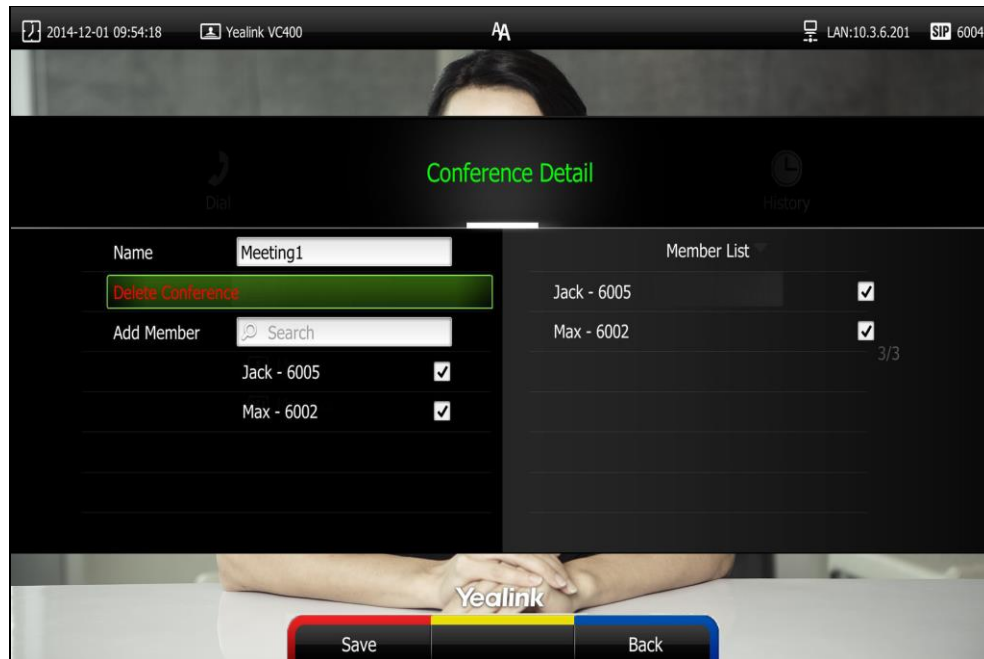 2014-12-01 09:54:18 Yealink VC400 AA LAN:10.3.6.201 SIP 6004
Dial
Conference Detail
History
Name Meeting1
Delete Conference
Add Member Search
Jack - 6005
Max - 6002
Member List
Jack - 6005
Max - 6002
3/3
Yealink
Save Back